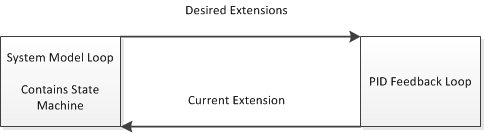 Desired Extensions
System Model Loop
Contains State
Machine
Current Extension
PID Feedback Loop